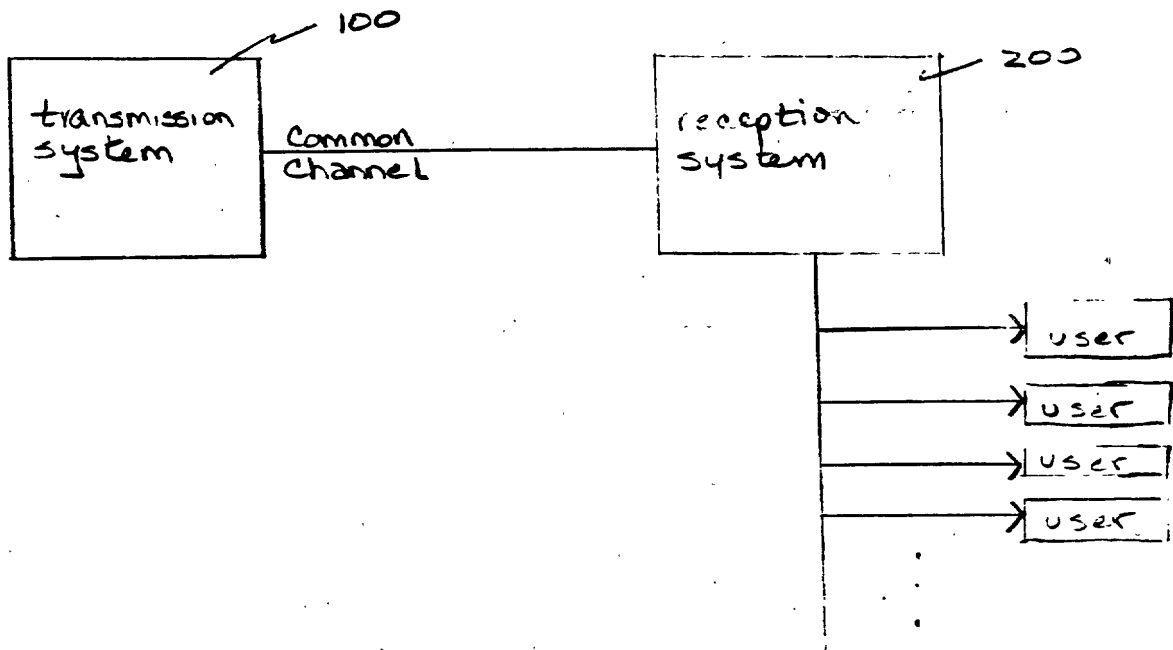 100
200
transmission
system
Common
Channel
reception
system
user
user
user
user